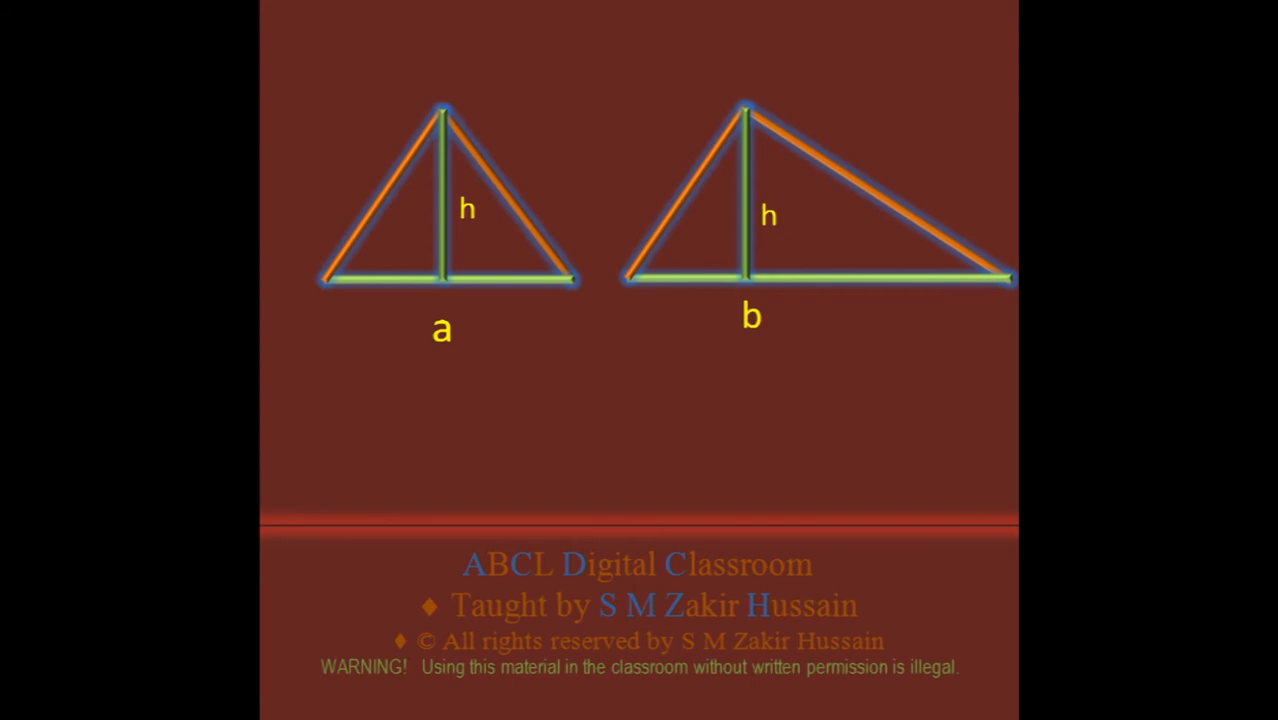 h
h
a
b
ABCL Digital Classroom
♦ Taught by S M Zakir Hussain
♦ © All rights reserved by S M Zakir Hussain
WARNING! Using this material in the classroom without written permission is illegal.